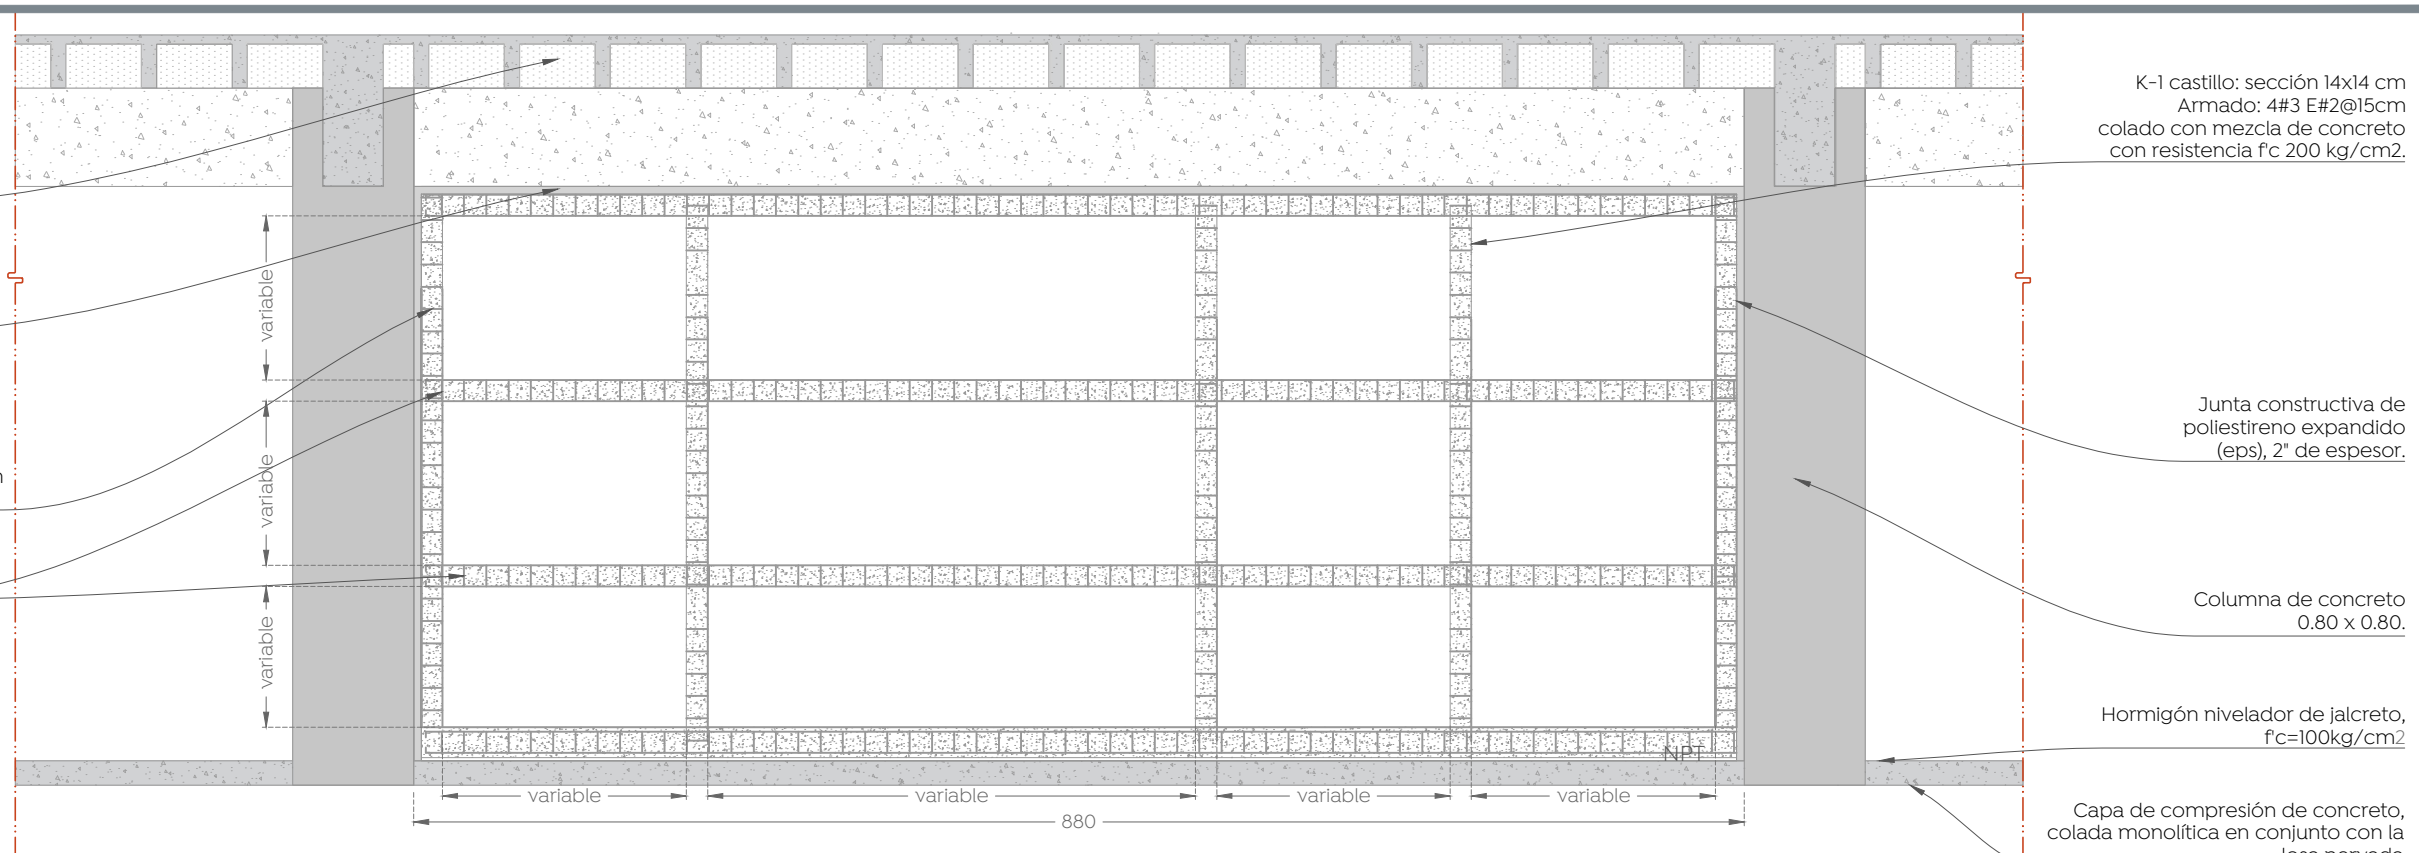 K-1 castillo: sección 14x14 cm
Armado: 4#3 E#2@15cm
colado con mezcla de concreto
con resistencia f'c 200 kg/cm2.
variable
variable
variable
Junta constructiva de
poliestireno expandido
(eps), 2" de espesor.
Columna de concreto
0.80 x 0.80.
Hormigón nivelador de jalcreto,
f'c=100kg/cm2
NPT
variable
variable
variable
variable
880
Capa de compresión de concreto,
colada monolítica en conjunto con la